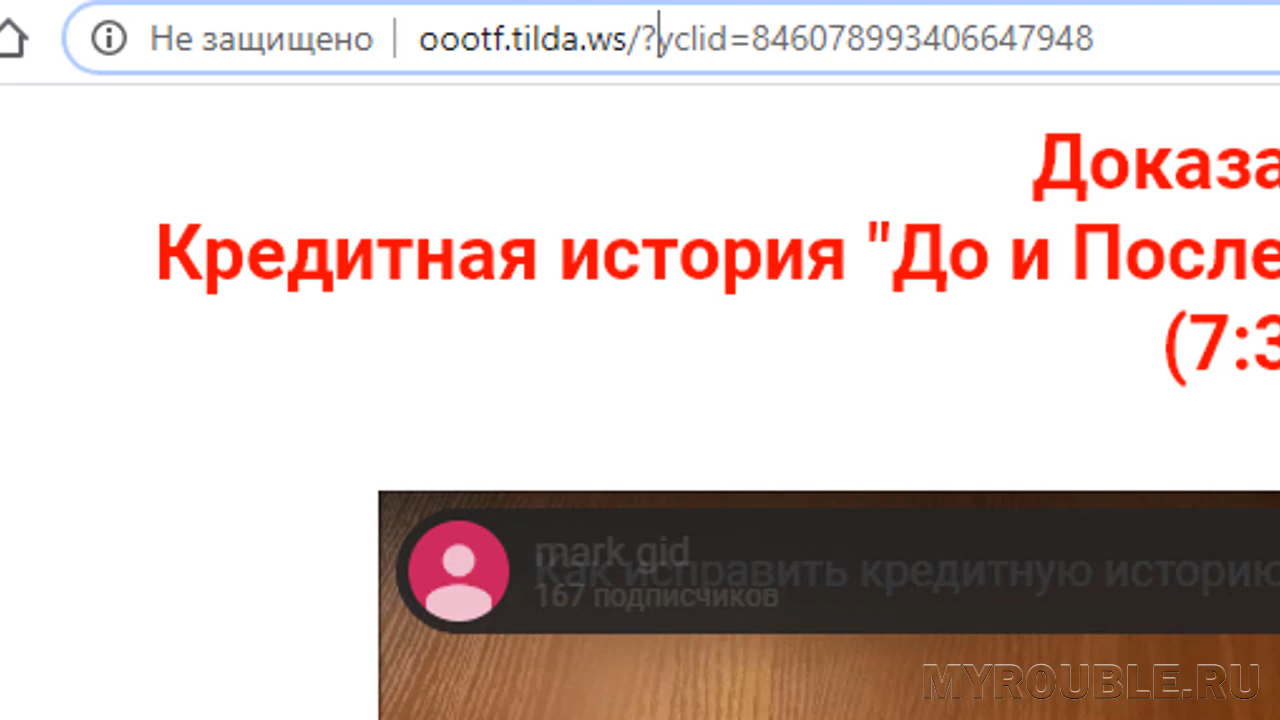 Не защищено | oootf.tilda.ws/?yclid=846078993406647948
Доказа
Кредитная история "До и После
(7:3
mark gid
Как исправить кредитную историю
167 подписчиков
MYROUBLE.RU